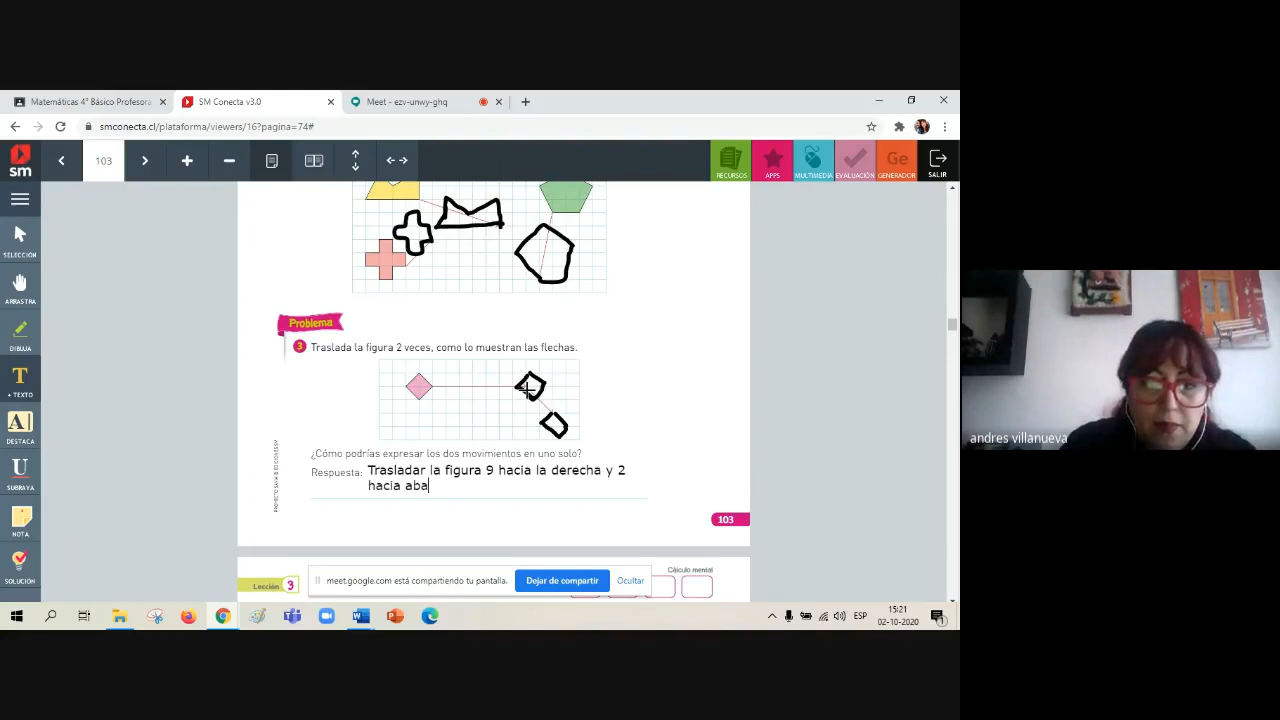 Matemáticas 4° Básico Profesora
SM Conecta v3.0
Meet - ezv-unwy-ghq
smconecta.cl/plataforma/viewers/16?pagina=74#
sm
103
RECURSOS
APPS
MULTIMEDIA
EVALUACIÓN
Ge
GENERADOR
SALIR
SELECCIÓN
ARRASTRA
DIBUJA
T
+ TEXTO
A
DESTACA
U
SUBRAYA
NOTA
SOLUCIÓN
Problema
3 Traslada la figura 2 veces, como lo muestran las flechas.
¿Cómo podrías expresar los dos movimientos en uno solo?
Respuesta: Trasladar la figura 9 hacia la derecha y 2
hacia aba
103
Lección 3
Cálculo mental
meet.google.com está compartiendo tu pantalla.
Dejar de compartir
Ocultar
ESP
15:21
02-10-2020
andres villanueva